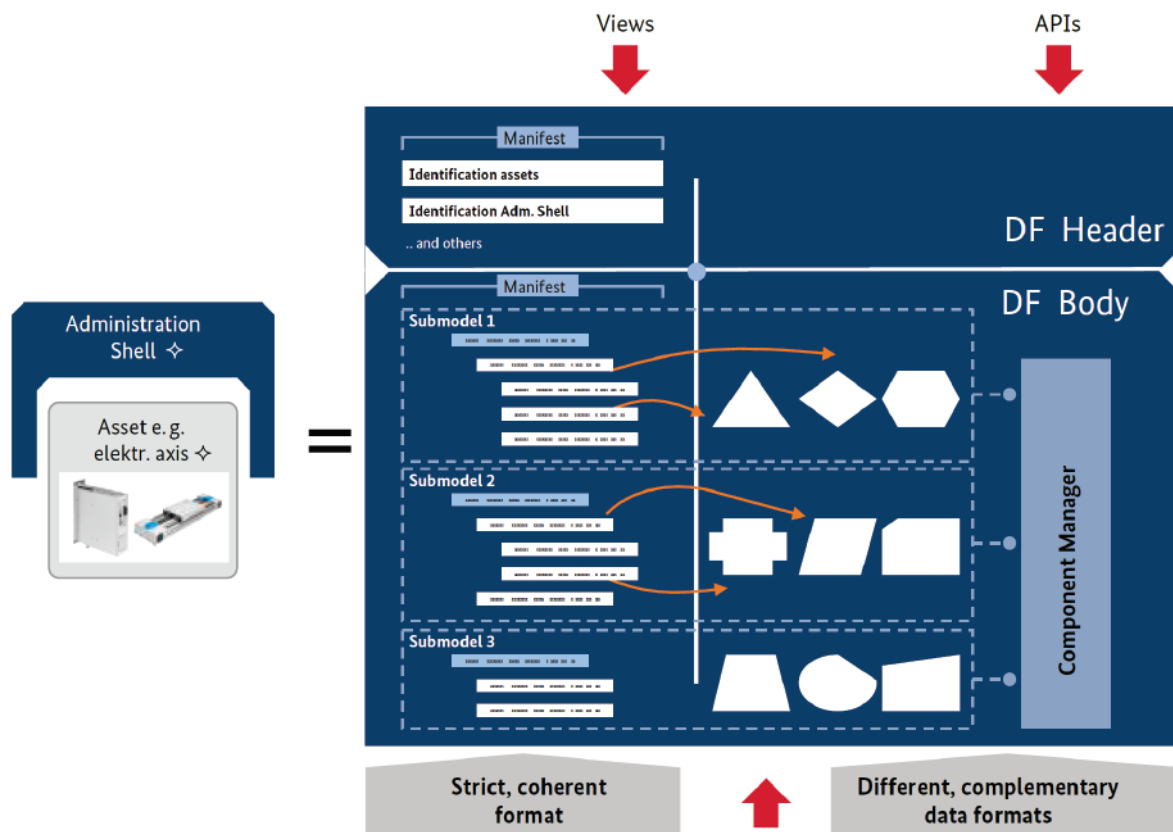 Views
APIs
Manifest
Identification assets
Identification Adm. Shell
.. and others
DF Header
Manifest
DF Body
Administration
Shell
Asset e. g.
elektr. axis
=
Submodel 1
Submodel 2
Submodel 3
Component Manager
Strict, coherent
format
Different, complementary
data formats